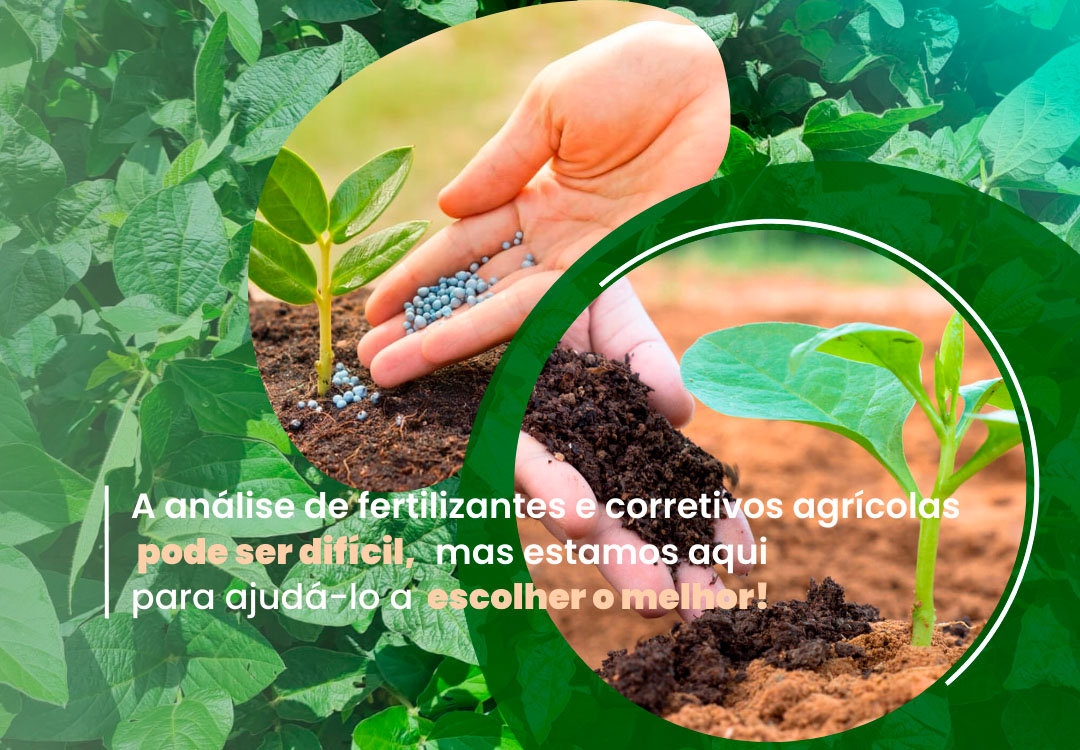 A análise de fertilizantes e corretivos agrícolas
pode ser difícil, mas estamos aqui
para ajudá-lo a escolher o melhor!